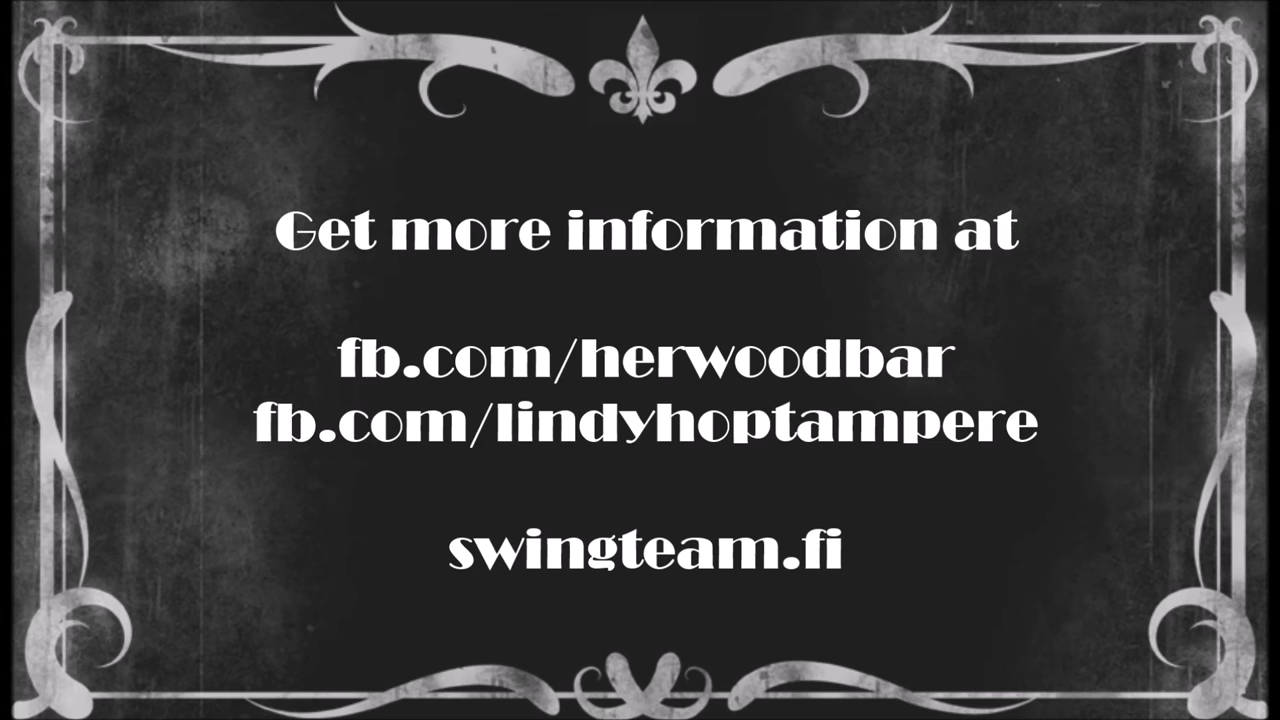 Get more information at
fb.com/herwoodbar
fb.com/lindyhoptampere
swingteam.fi